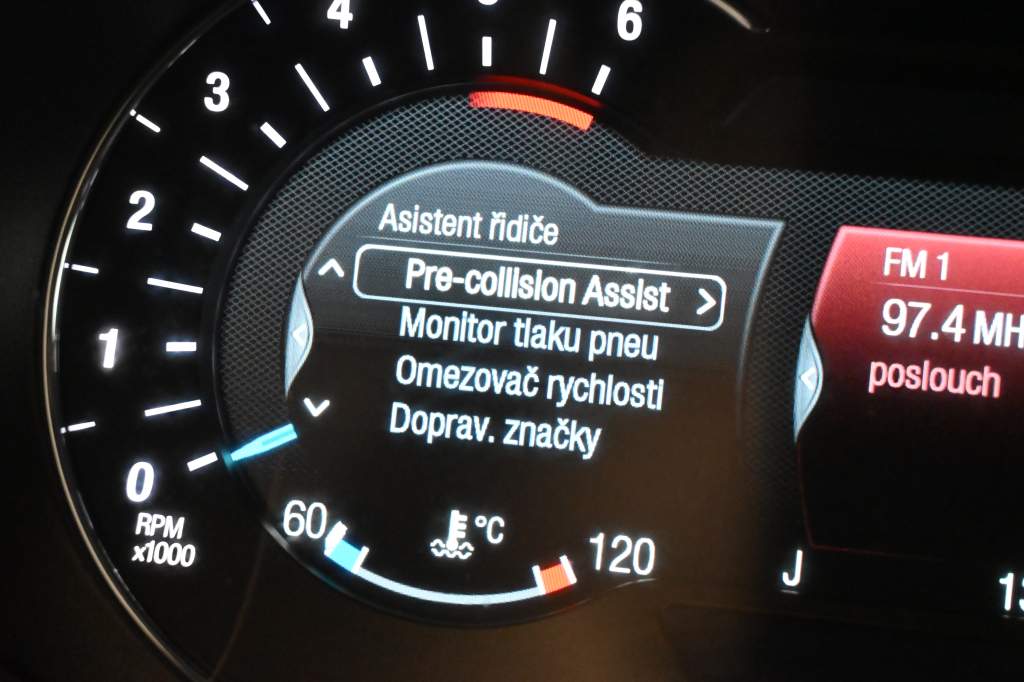 4
6
3
2
1
0
RPM
x1000
Asistent řidiče
Pre-collision Assist
Monitor tlaku pneu
Omezovač rychlosti
Doprav. značky
60
°C
120
FM 1
97.4 MH
poslouch
J